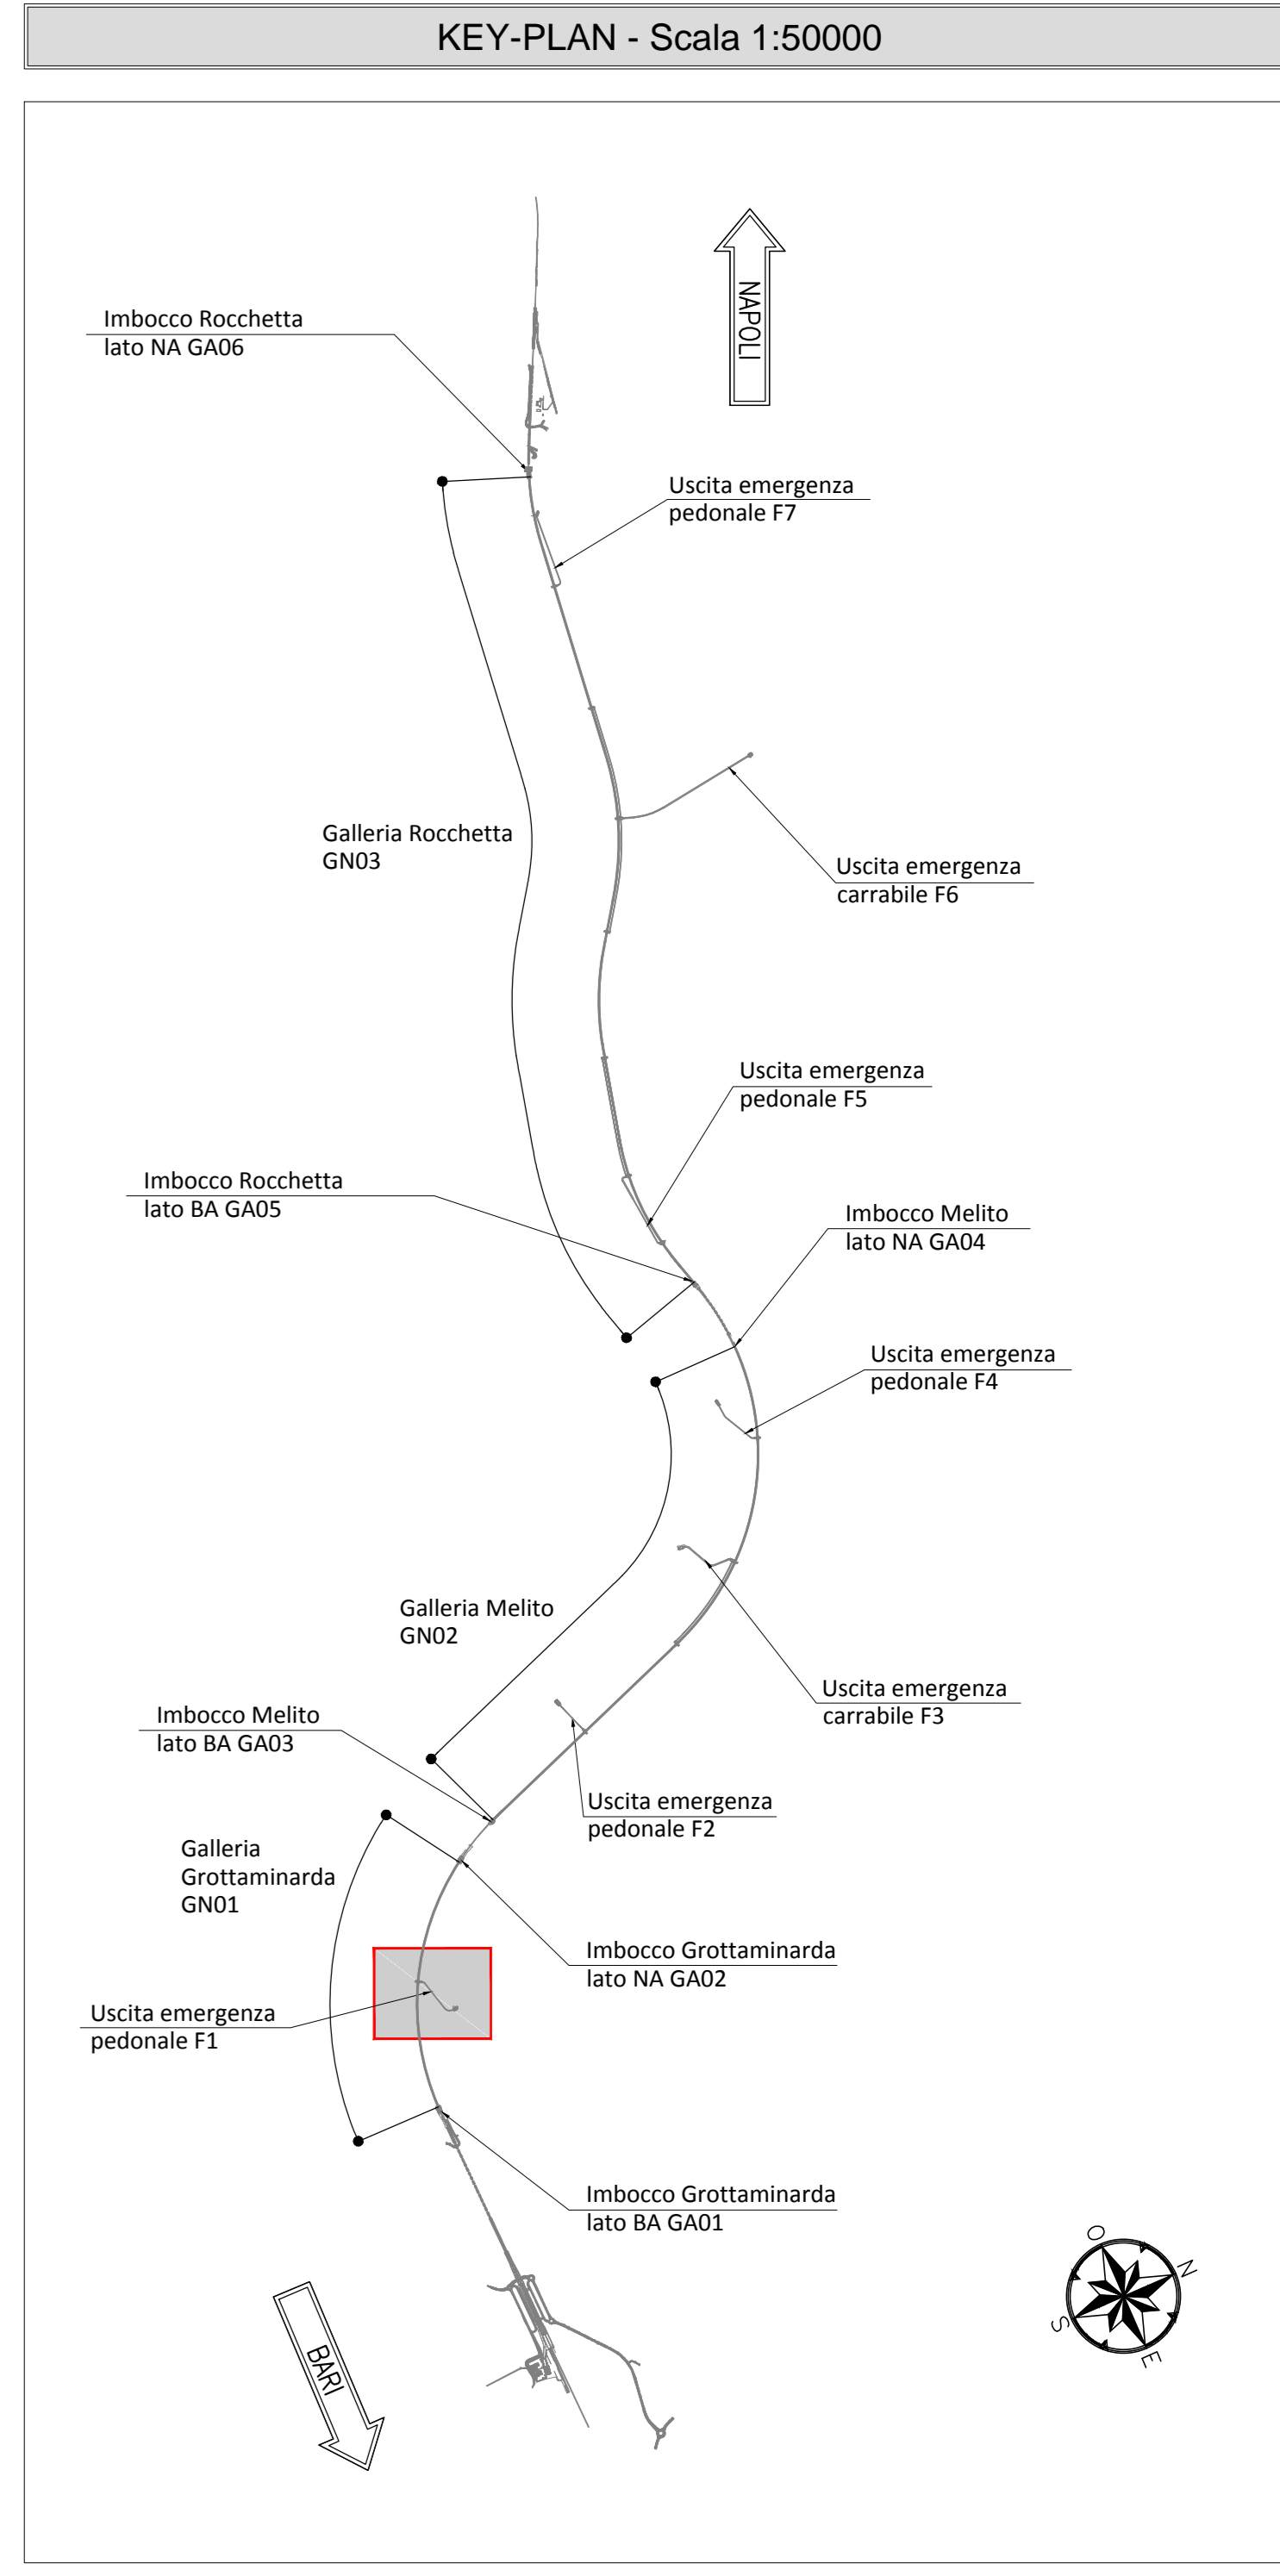 KEY-PLAN - Scala 1:50000
NAPOLI
Imbocco Rocchetta
lato NA GA06
Uscita emergenza
pedonale F7
Galleria Rocchetta
GN03
Uscita emergenza
carrabile F6
Uscita emergenza
pedonale F5
Imbocco Rocchetta
lato BA GA05
Imbocco Melito
lato NA GA04
Uscita emergenza
pedonale F4
Galleria Melito
GN02
Uscita emergenza
carrabile F3
Imbocco Melito
lato BA GA03
Uscita emergenza
pedonale F2
Galleria
Grottaminarda
GN01
Imbocco Grottaminarda
lato NA GA02
Uscita emergenza
pedonale F1
Imbocco Grottaminarda
lato BA GA01
O
N
S
E
BARI